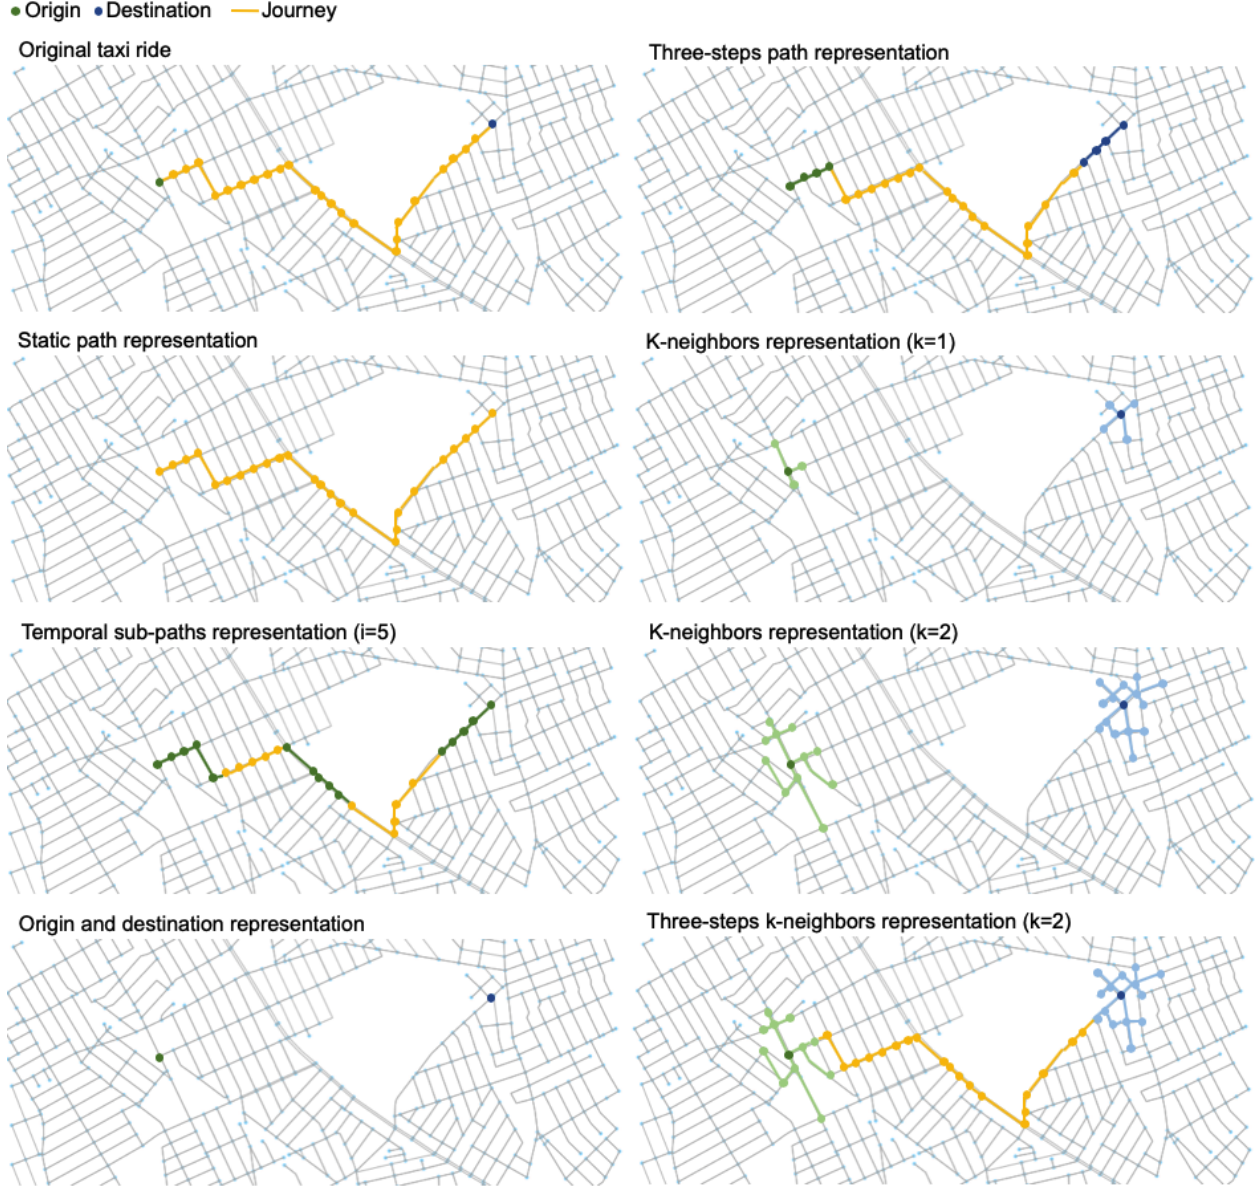 Origin Destination Journey
Original taxi ride
Three-steps path representation
Static path representation
K-neighbors representation (k=1)
Temporal sub-paths representation (i=5)
K-neighbors representation (k=2)
Origin and destination representation
Three-steps k-neighbors representation (k=2)